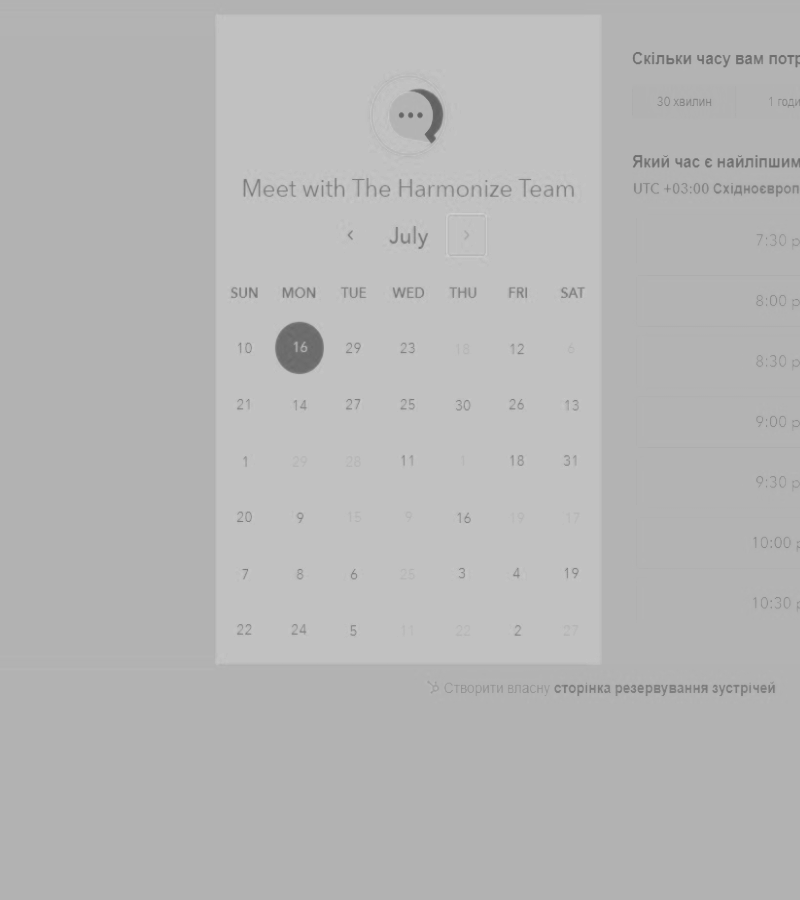 Meet with The Harmonize Team
July
SUN MON TUE WED THU FRI SAT
10 16 29 23 18 12 6
21 14 27 25 30 26 13
1 29 28 11 1 18 31
20 9 15 9 16 19 17
7 8 6 25 3 4 19
22 24 5 11 22 2 27
Скільки часу вам потр
30 хвилин 1 годи
Який час є найліпшим
UTC +03:00 Східноєвроп
7:30 p
8:00 p
8:30 p
9:00 p
9:30 p
10:00 p
10:30 p
Створити власну сторінка резервування зустрічей